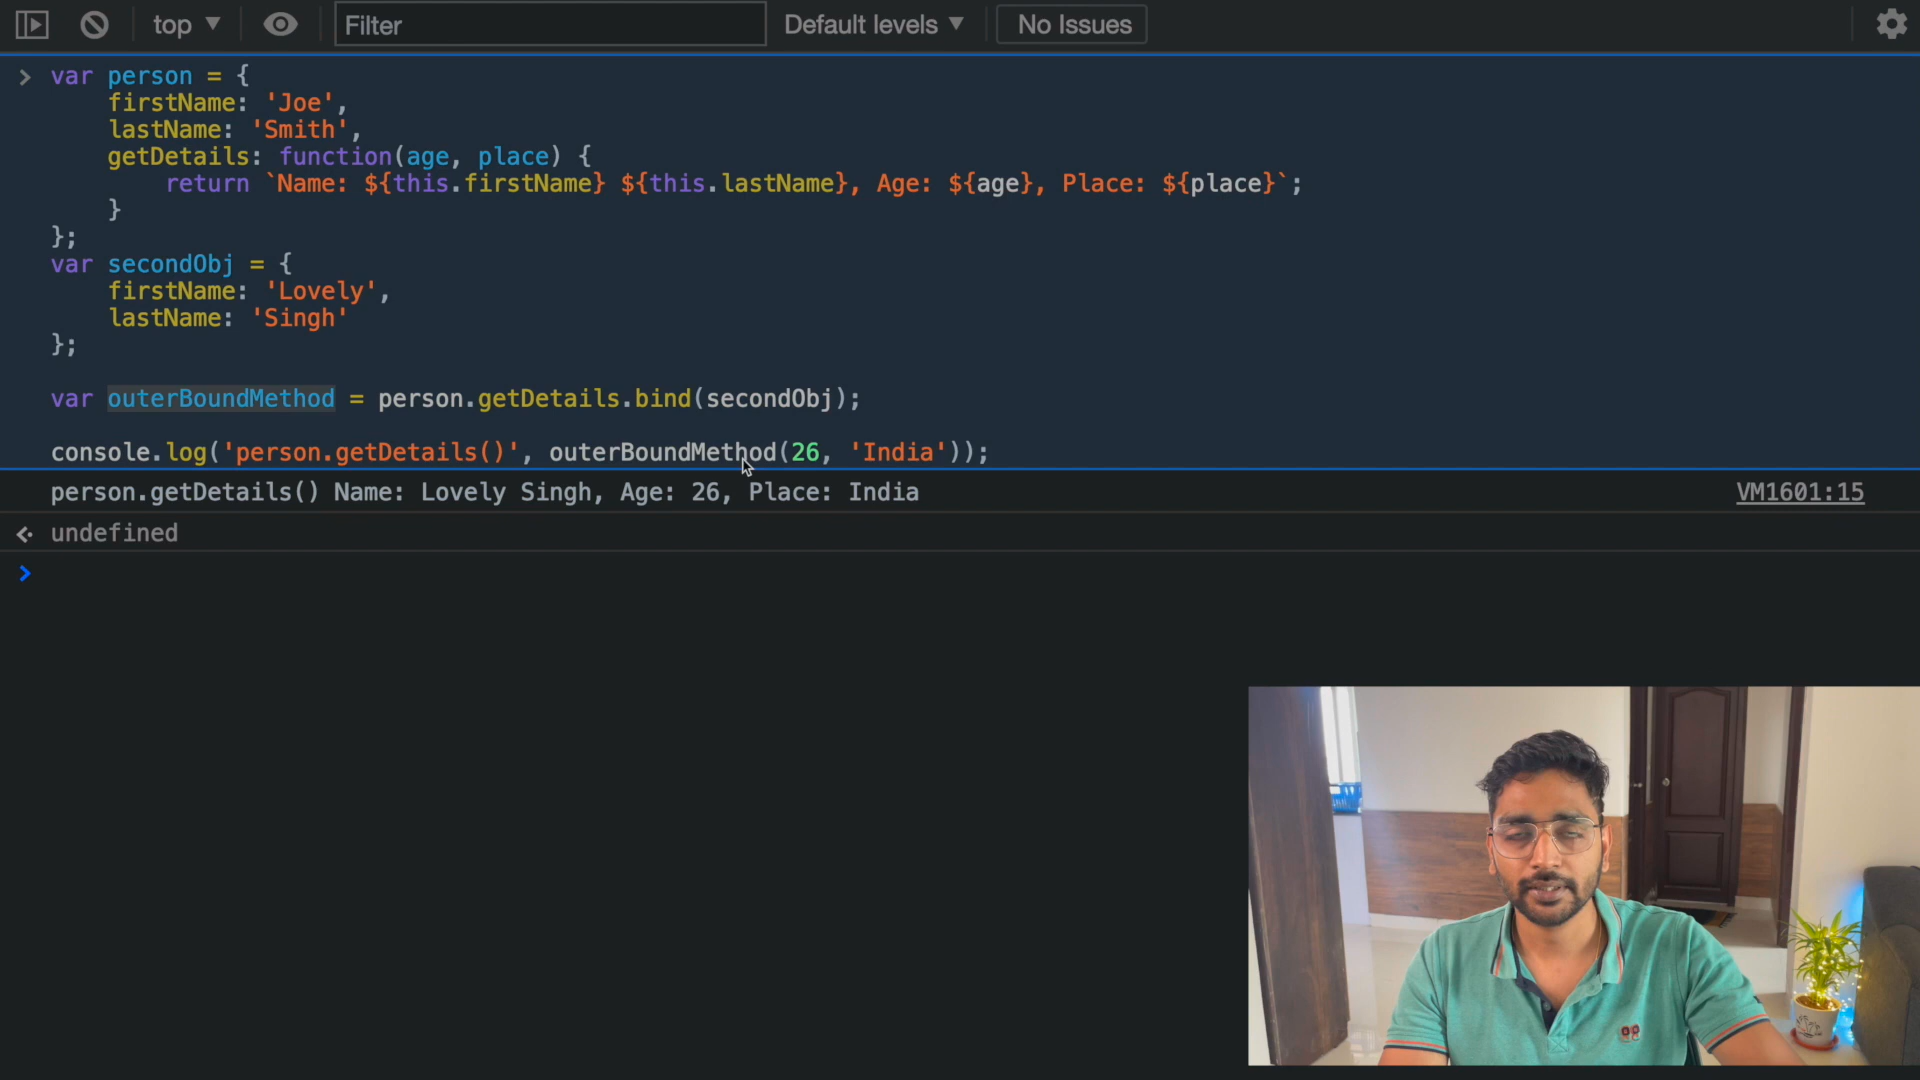 top ▼ Filter Default levels ▼ No Issues
> var person = {
firstName: 'Joe',
lastName: 'Smith',
getDetails: function(age, place) {
return `Name: ${this.firstName} ${this.lastName}, Age: ${age}, Place: ${place}`;
}
};
var secondObj = {
firstName: 'Lovely',
lastName: 'Singh'
};
var outerBoundMethod = person.getDetails.bind(secondObj);
console.log('person.getDetails()', outerBoundMethod(26, 'India'));
person.getDetails() Name: Lovely Singh, Age: 26, Place: India VM1601:15
undefined
>